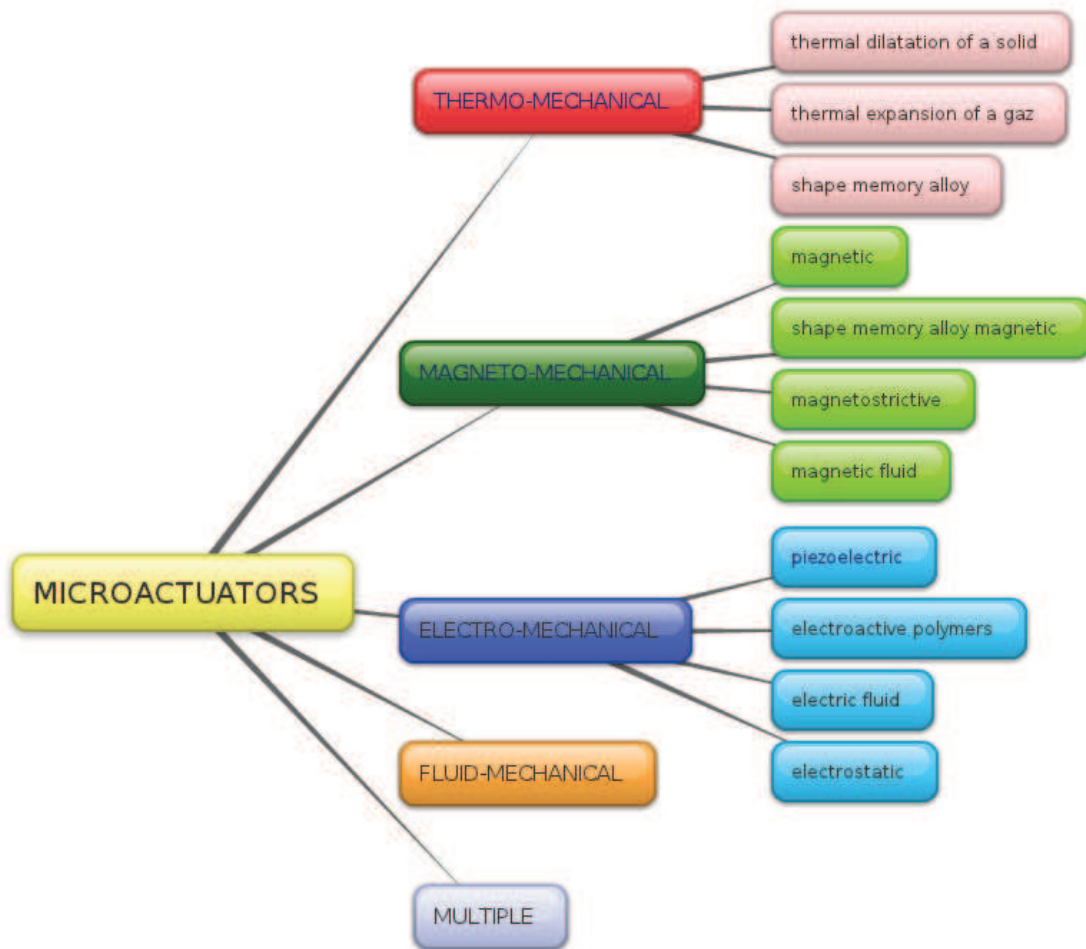 thermal dilatation of a solid
THERMO-MECHANICAL
thermal expansion of a gaz
shape memory alloy
magnetic
shape memory alloy magnetic
MAGNETO-MECHANICAL
magnetostrictive
magnetic fluid
piezoelectric
MICROACTUATORS
ELECTRO-MECHANICAL
electroactive polymers
electric fluid
electrostatic
FLUID-MECHANICAL
MULTIPLE